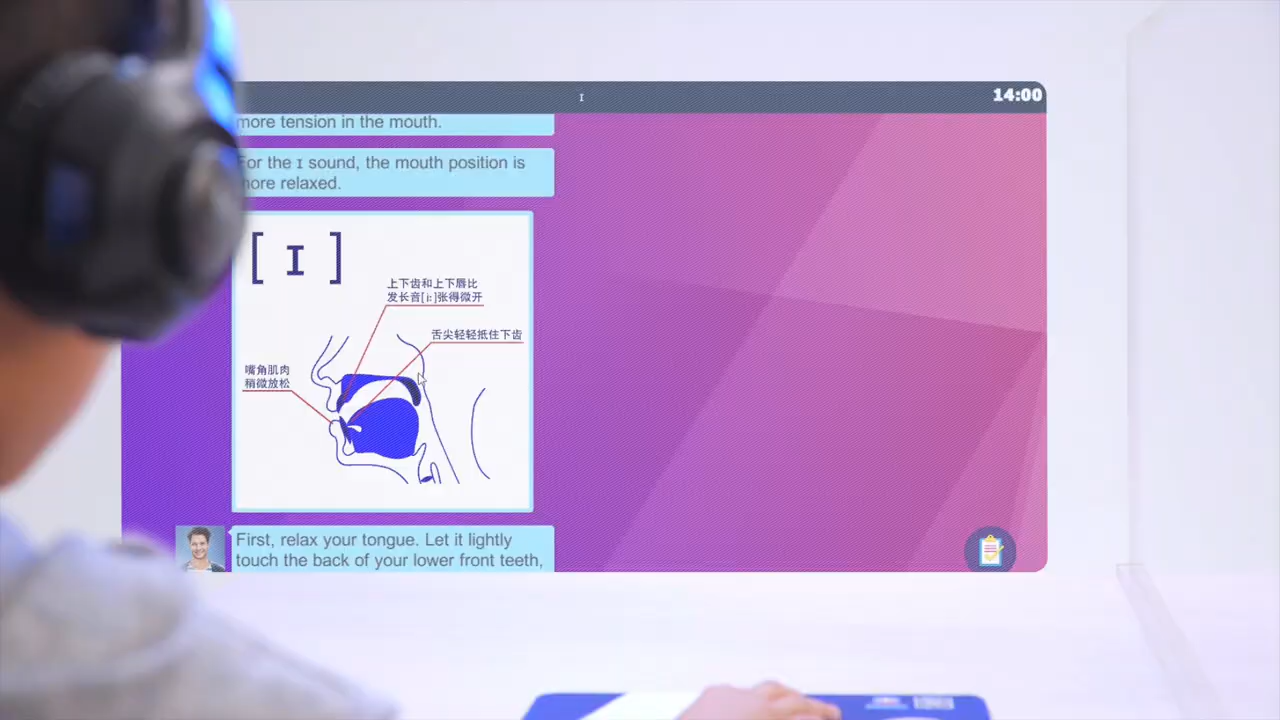 ɪ
14:00
more tension in the mouth.
For the ɪ sound, the mouth position is
more relaxed.
[ ɪ ]
上下齿和上下唇比
发长音[i:]张得微开
舌尖轻轻抵住下齿
嘴角肌肉
稍微放松
First, relax your tongue. Let it lightly
touch the back of your lower front teeth,